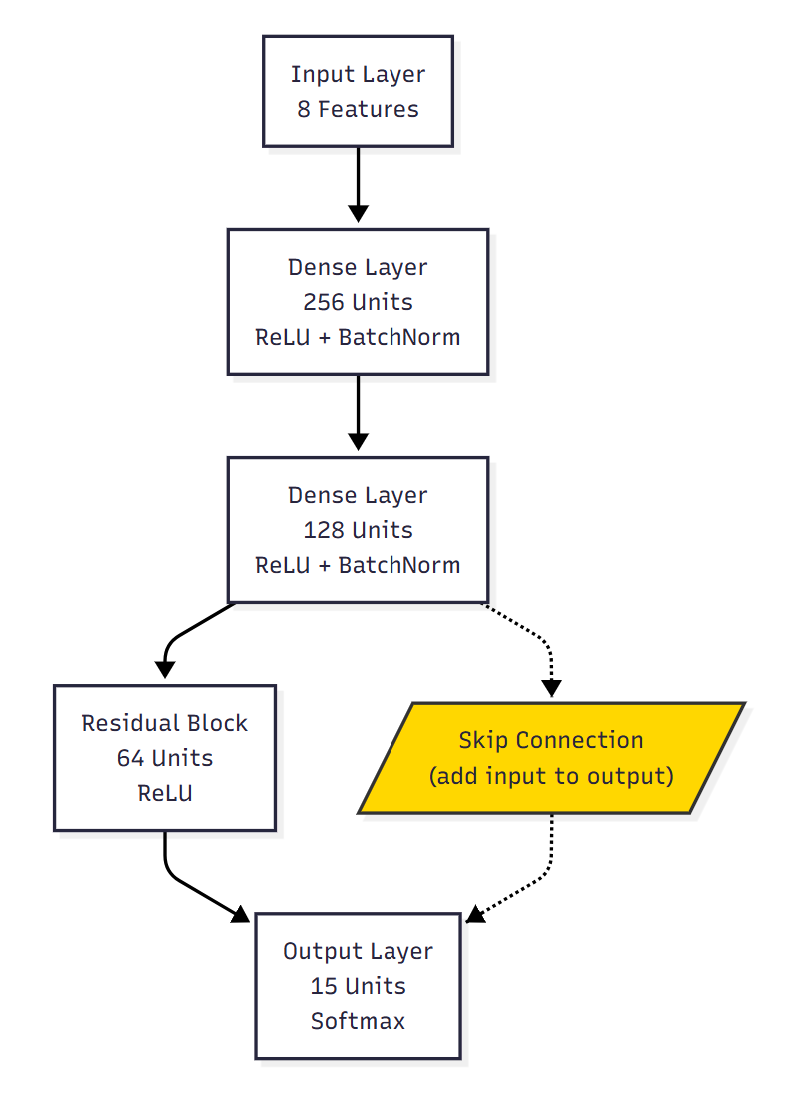 Input Layer
8 Features
Dense Layer
256 Units
ReLU + BatchNorm
Dense Layer
128 Units
ReLU + BatchNorm
Residual Block
64 Units
ReLU
Skip Connection
(add input to output)
Output Layer
15 Units
Softmax